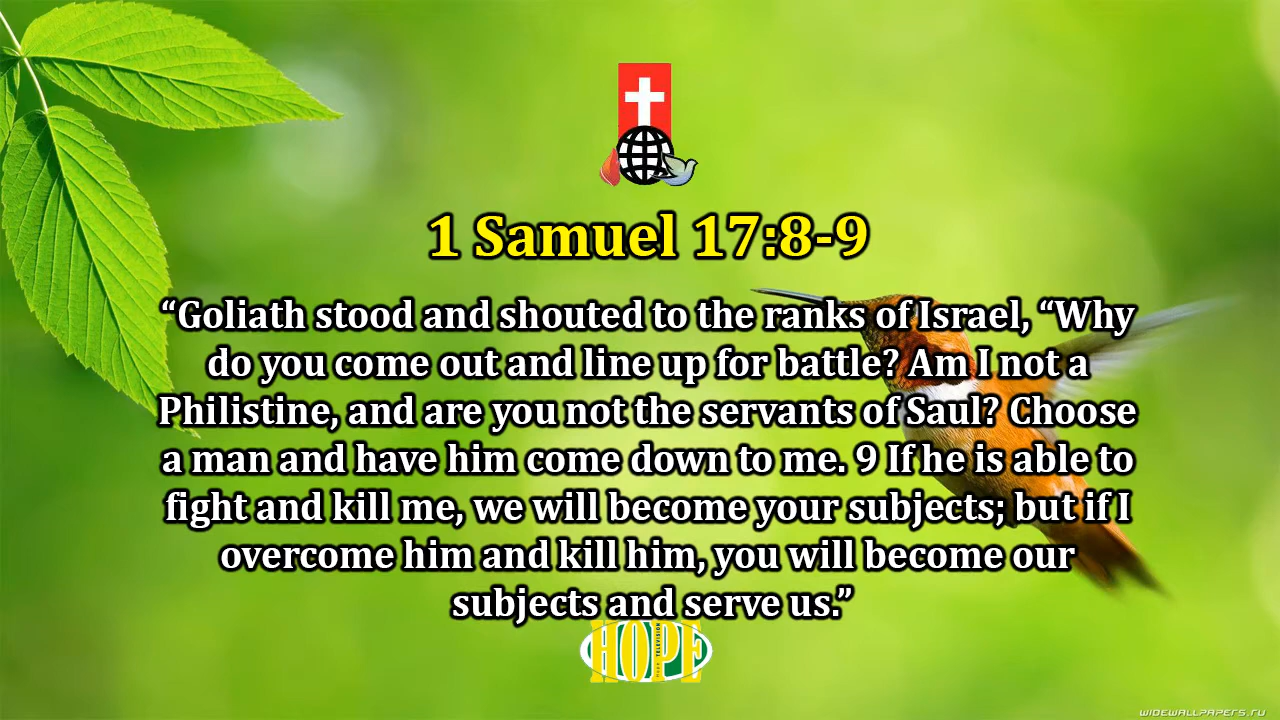 1 Samuel 17:8-9
“Goliath stood and shouted to the ranks of Israel, “Why
do you come out and line up for battle? Am I not a
Philistine, and are you not the servants of Saul? Choose
a man and have him come down to me. 9 If he is able to
fight and kill me, we will become your subjects; but if I
overcome him and kill him, you will become our
subjects and serve us.”
HOPE
TELEVISION
WIDEWALLPAPERS.RU